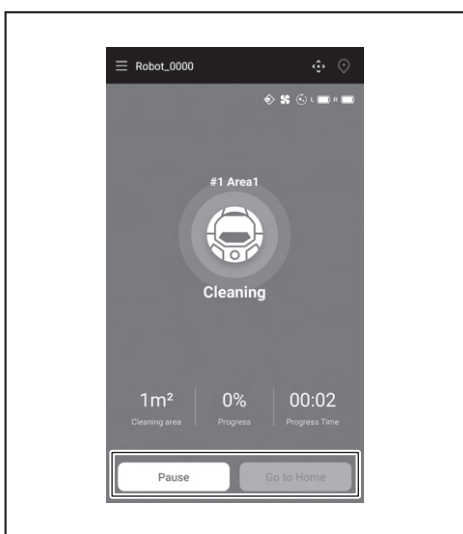 Robot_0000
L R
#1 Area1
Cleaning
1m² 0% 00:02
Cleaning area Progress Progress Time
Pause Go to Home